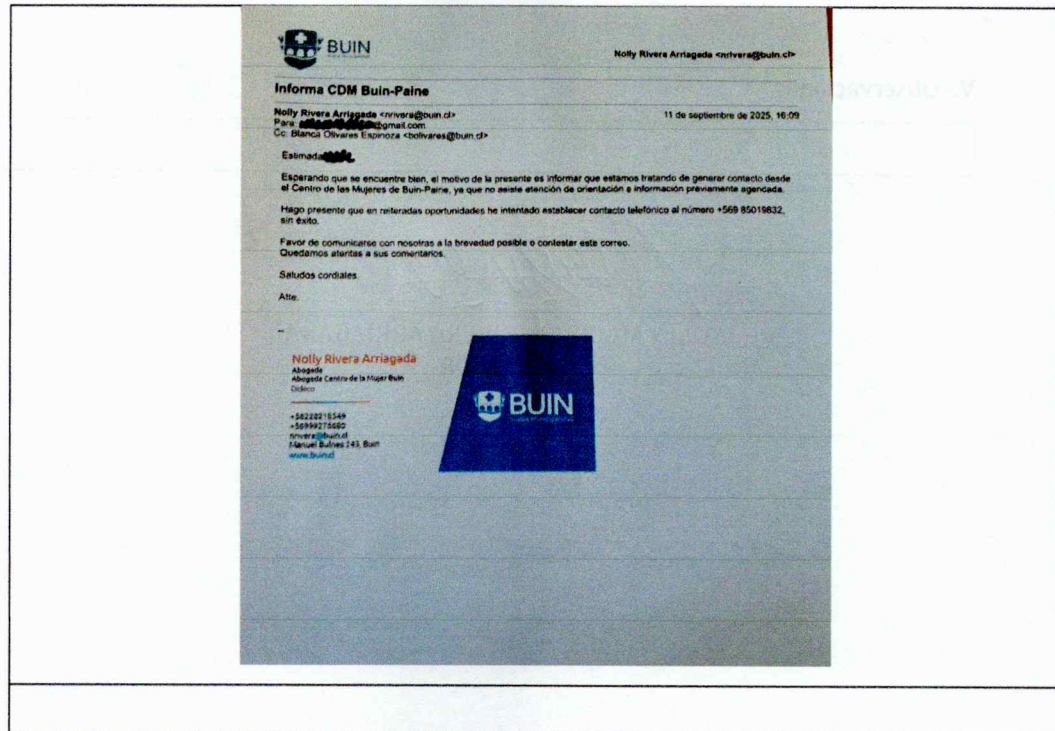 BUIN
Nolly Rivera Arriagada <nrivera@buin.cl>
Informa CDM Buin-Paine
Nolly Rivera Arriagada <nrivera@buin.cl>
11 de septiembre de 2025, 16:09
Para: @gmail.com
Cc: Blanca Olivares Espinoza <bolivares@buin.cl>
Estimada
Esperando que se encuentre bien, el motivo de la presente es informar que estamos tratando de generar contacto desde
el Centro de las Mujeres de Buin-Paine, ya que no asiste atención de orientación e información previamente agendada.
Hago presente que en reiteradas oportunidades he intentado establecer contacto telefónico al número +569 85019832,
sin éxito.
Favor de comunicarse con nosotras a la brevedad posible o contestar este correo.
Quedamos atentas a sus comentarios.
Saludos cordiales.
Atte.
--
Nolly Rivera Arriagada
Abogada
Abogada Centro de la Mujer Buin
Dideco
nrivera@buin.cl
Manuel Bulnes 243, Buin
www.buin.cl
BUIN